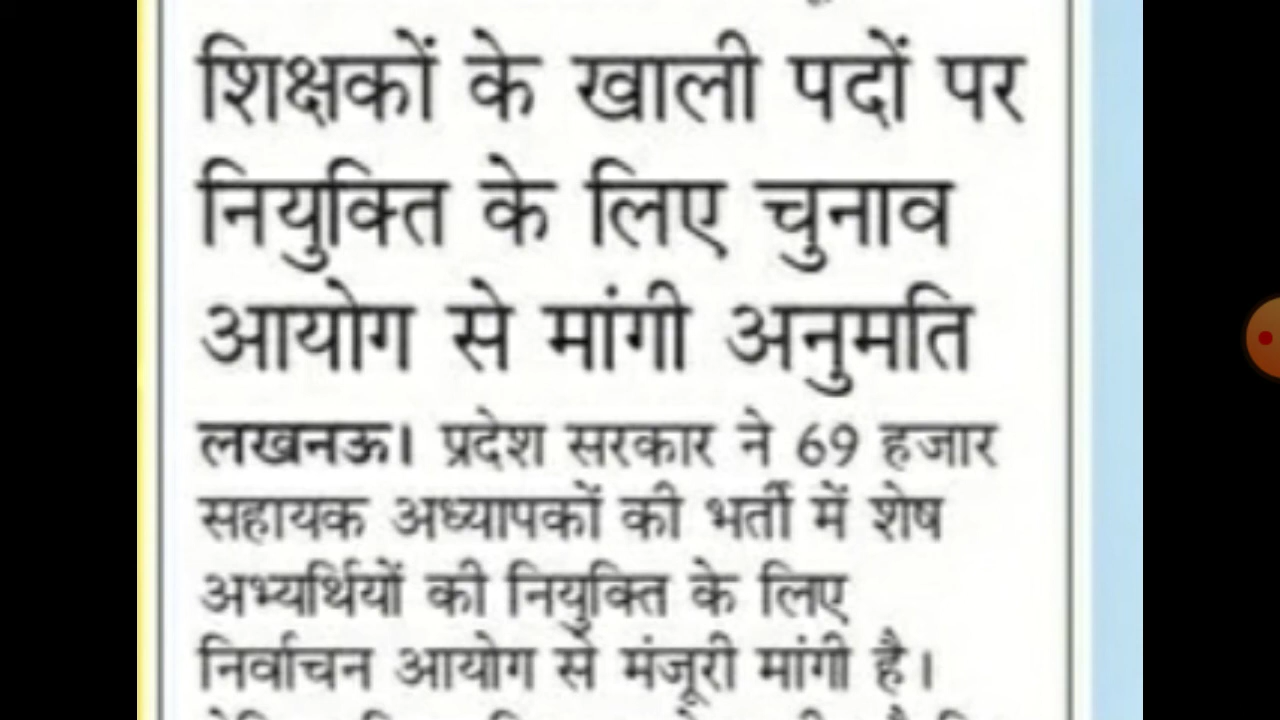 शिक्षकों के खाली पदों पर
नियुक्ति के लिए चुनाव
आयोग से मांगी अनुमति
लखनऊ। प्रदेश सरकार ने 69 हजार
सहायक अध्यापकों की भर्ती में शेष
अभ्यर्थियों की नियुक्ति के लिए
निर्वाचन आयोग से मंजूरी मांगी है।